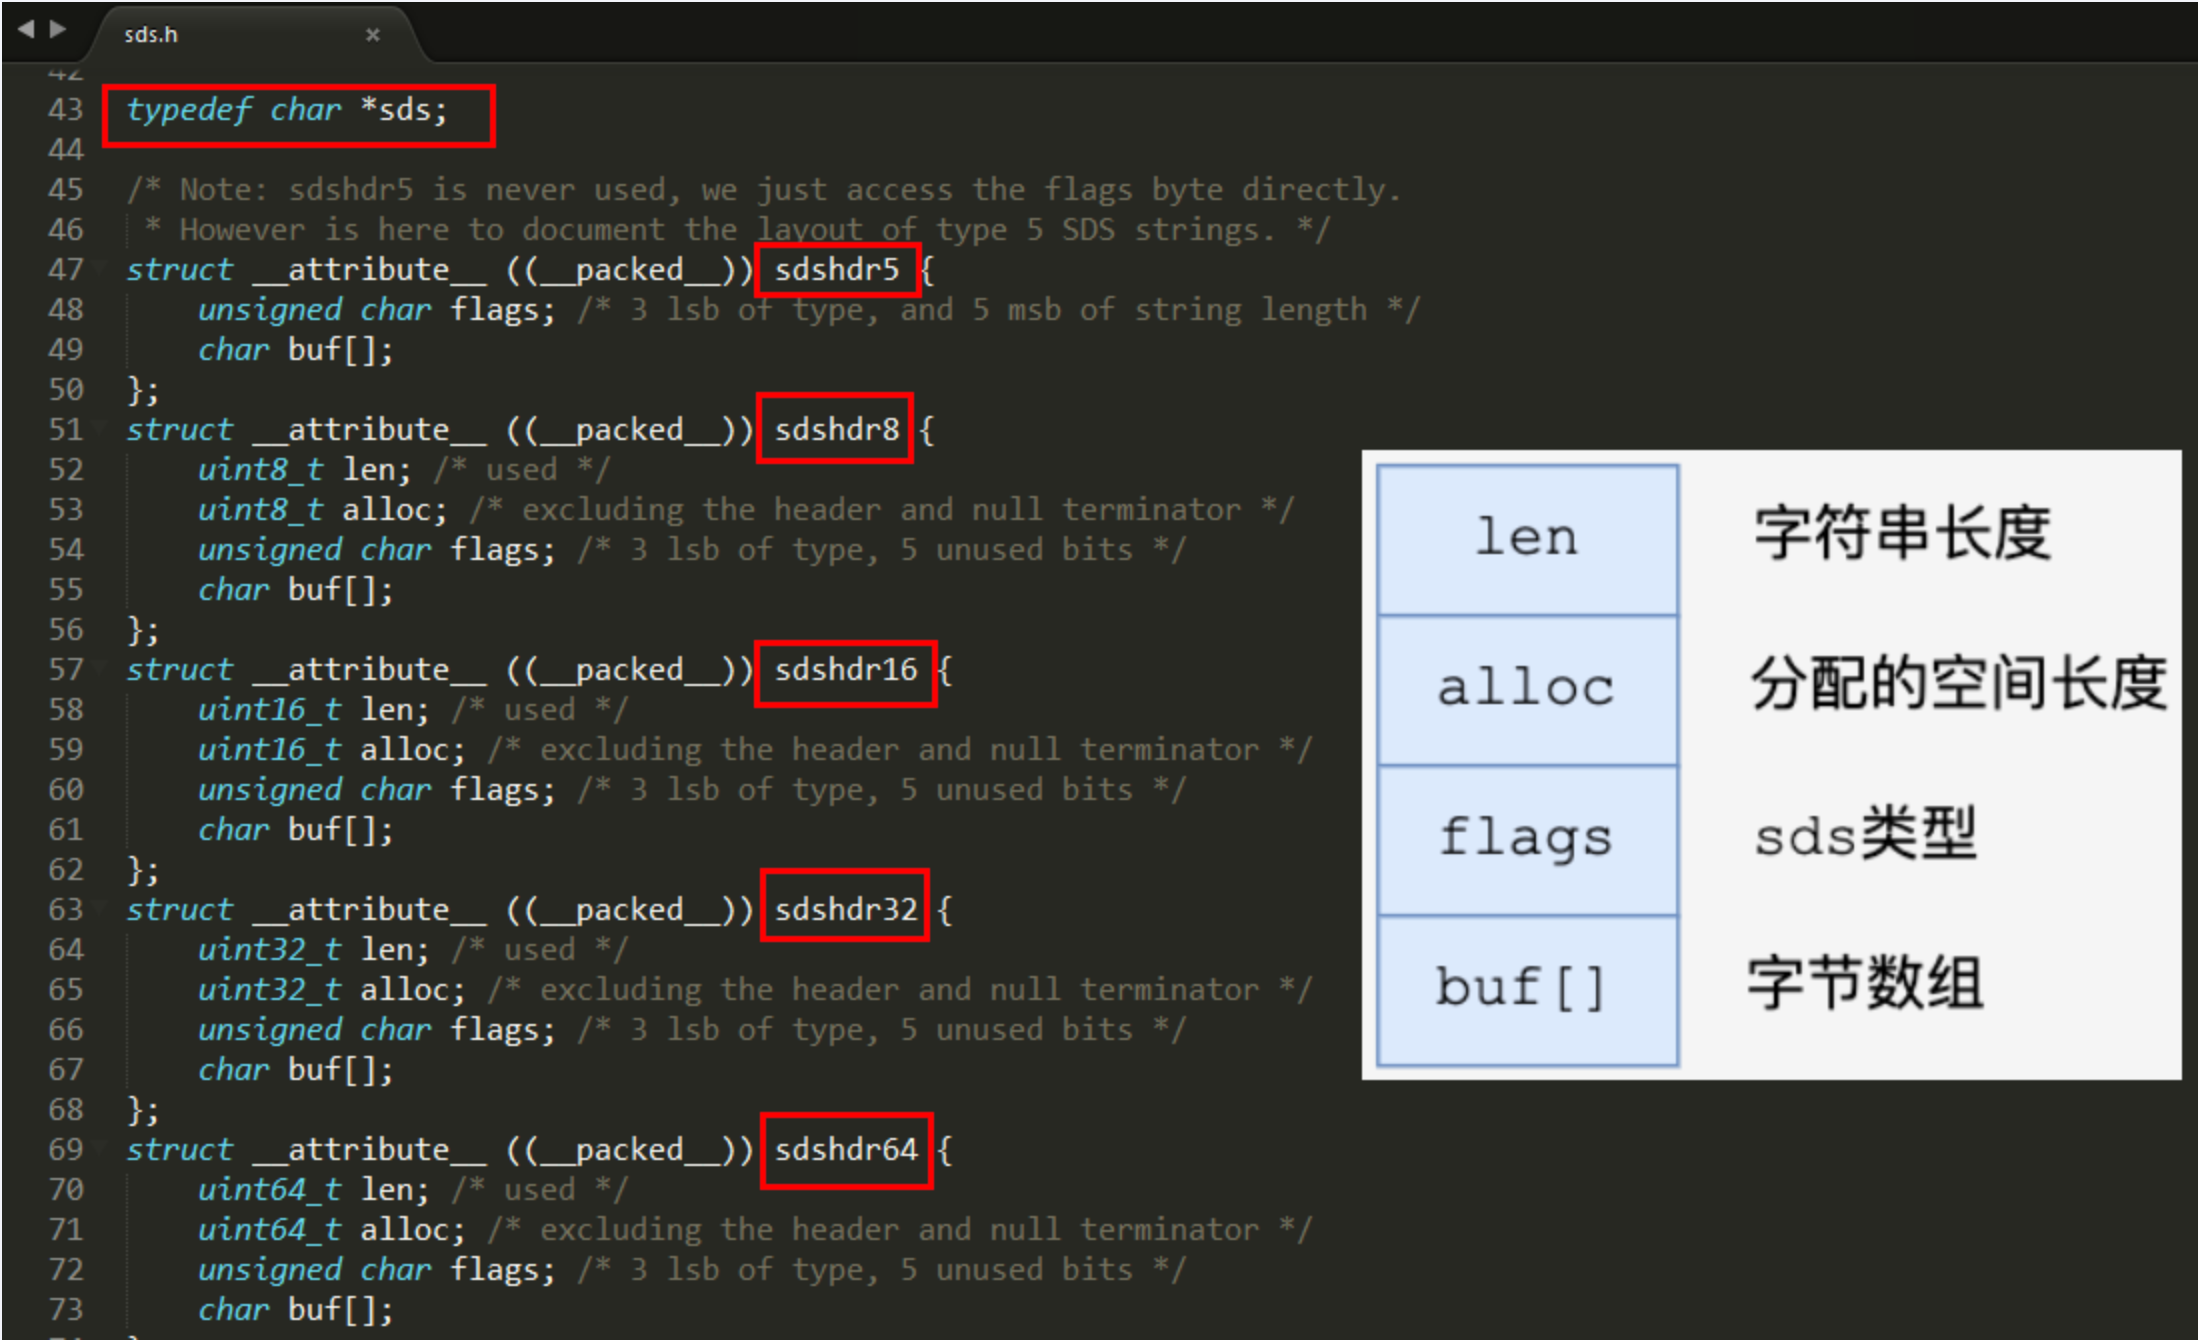 sds.h ×
42
43 typedef char *sds;
44
45 /* Note: sdshdr5 is never used, we just access the flags byte directly.
46  * However is here to document the layout of type 5 SDS strings. */
47 struct __attribute__ ((__packed__)) sdshdr5 {
48     unsigned char flags; /* 3 lsb of type, and 5 msb of string length */
49     char buf[];
50 };
51 struct __attribute__ ((__packed__)) sdshdr8 {
52     uint8_t len; /* used */
53     uint8_t alloc; /* excluding the header and null terminator */
54     unsigned char flags; /* 3 lsb of type, 5 unused bits */
55     char buf[];
56 };
57 struct __attribute__ ((__packed__)) sdshdr16 {
58     uint16_t len; /* used */
59     uint16_t alloc; /* excluding the header and null terminator */
60     unsigned char flags; /* 3 lsb of type, 5 unused bits */
61     char buf[];
62 };
63 struct __attribute__ ((__packed__)) sdshdr32 {
64     uint32_t len; /* used */
65     uint32_t alloc; /* excluding the header and null terminator */
66     unsigned char flags; /* 3 lsb of type, 5 unused bits */
67     char buf[];
68 };
69 struct __attribute__ ((__packed__)) sdshdr64 {
70     uint64_t len; /* used */
71     uint64_t alloc; /* excluding the header and null terminator */
72     unsigned char flags; /* 3 lsb of type, 5 unused bits */
73     char buf[];
len 字符串长度
alloc 分配的空间长度
flags sds类型
buf[] 字节数组